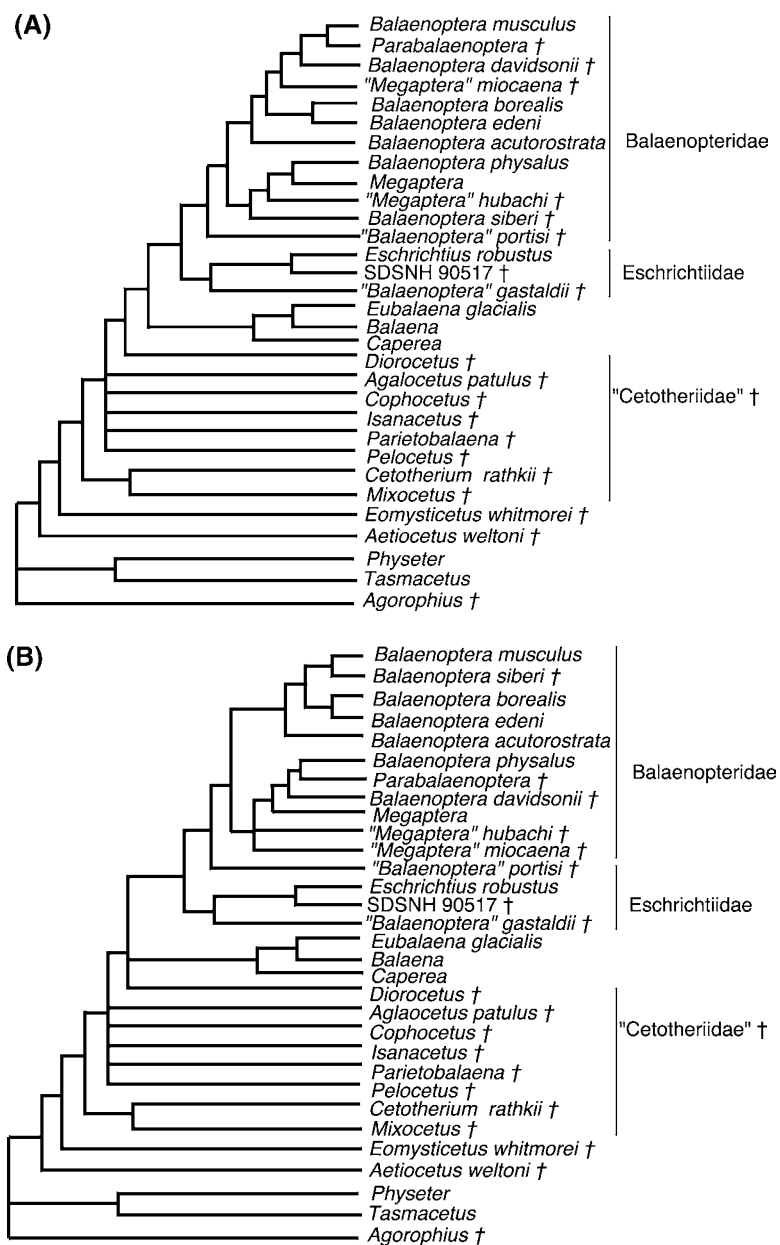 (A)
Balaenoptera musculus
Parabalaenoptera †
Balaenoptera davidsonii †
"Megaptera" miocaena †
Balaenoptera borealis
Balaenoptera edeni
Balaenoptera acutorostrata
Balaenopteridae
Balaenoptera physalus
Megaptera
"Megaptera" hubachi †
Balaenoptera siberi †
"Balaenoptera" portisi †
Eschrichtius robustus
SDSNH 90517 †
Eschrichtiidae
"Balaenoptera" gastaldii †
Eubalaena glacialis
Balaena
Caperea
Diorocetus †
Agalocetus patulus †
"Cetotheriidae" †
Cophocetus †
Isanacetus †
Parietobalaena †
Pelocetus †
Cetotherium rathkii †
Mixocetus †
Eomysticetus whitmorei †
Aetiocetus weltoni †
Physeter
Tasmacetus
Agorophius †
(B)
Balaenoptera musculus
Balaenoptera siberi †
Balaenoptera borealis
Balaenoptera edeni
Balaenoptera acutorostrata
Balaenoptera physalus
Balaenopteridae
Parabalaenoptera †
Balaenoptera davidsonii †
Megaptera
"Megaptera" hubachi †
"Megaptera" miocaena †
"Balaenoptera" portisi †
Eschrichtius robustus
SDSNH 90517 †
Eschrichtiidae
"Balaenoptera" gastaldii †
Eubalaena glacialis
Balaena
Caperea
Diorocetus †
Aglaocetus patulus †
Cophocetus †
"Cetotheriidae" †
Isanacetus †
Parietobalaena †
Pelocetus †
Cetotherium rathkii †
Mixocetus †
Eomysticetus whitmorei †
Aetiocetus weltoni †
Physeter
Tasmacetus
Agorophius †